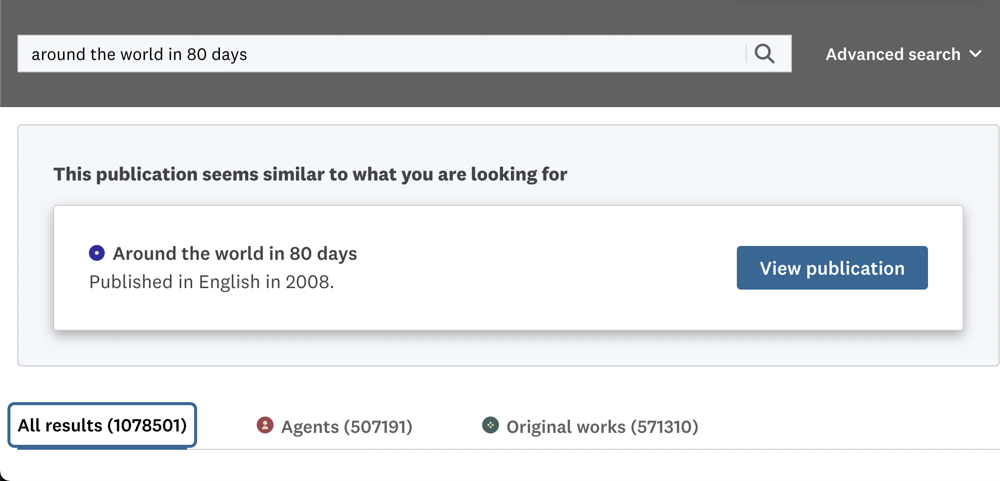 around the world in 80 days
Advanced search
This publication seems similar to what you are looking for
Around the world in 80 days
Published in English in 2008.
View publication
All results (1078501)
Agents (507191)
Original works (571310)